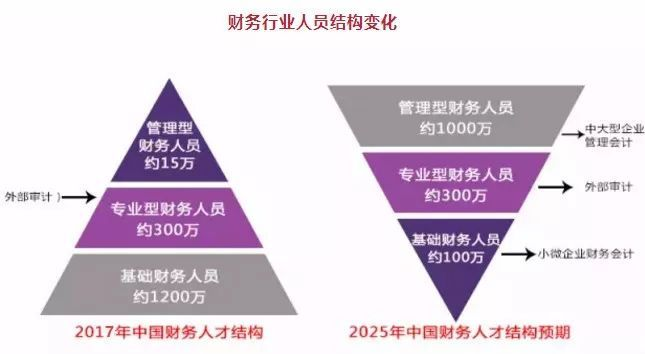 财务行业人员结构变化
管理型
财务人员
约15万
外部审计）
专业型财务人员
约300万
基础财务人员
约1200万
2017年中国财务人才结构
管理型财务人员
约1000万
中大型企业
管理会计
专业型财务人员
约300万
外部审计
基础财务人员
约100万
小微企业财务会计
2025年中国财务人才结构预期